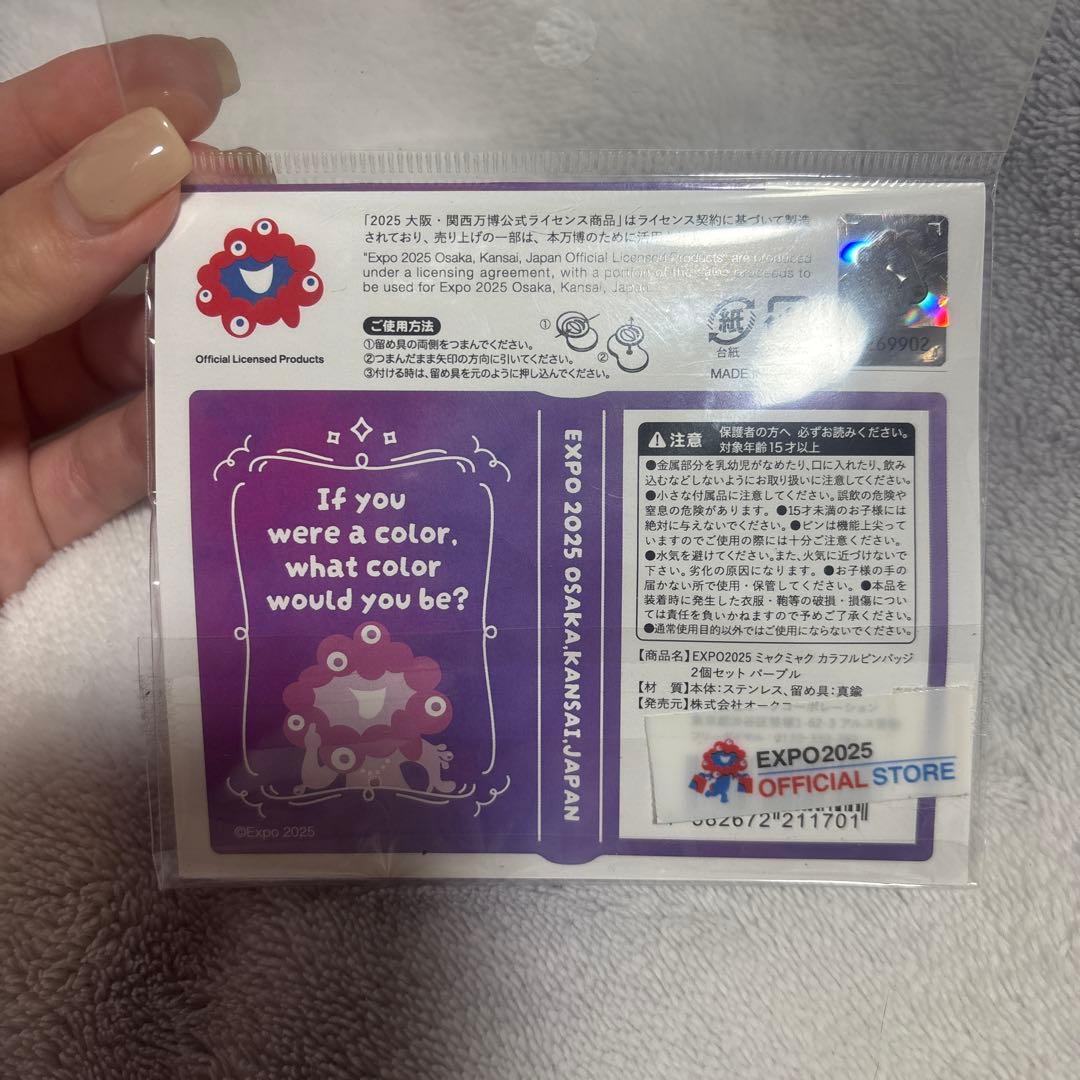 「2025 大阪・関西万博公式ライセンス商品」はライセンス契約に基づいて製造
されており、売り上げの一部は、本万博のために活用
"Expo 2025 Osaka, Kansai, Japan Official Licensed Products" are produced
under a licensing agreement, with a portion of the sales proceeds to
be used for Expo 2025 Osaka, Kansai, Japan.
Official Licensed Products
ご使用方法
①留め具の両側をつまんでください。
②つまんだまま矢印の方向に引いてください。
③付ける時は、留め具を元のように押し込んでください。
①
②
紙
台紙
MADE
69902
If you
were a color,
what color
would you be?
©Expo 2025
EXPO 2025 OSAKA,KANSAI,JAPAN
注意 保護者の方へ 必ずお読みください。
対象年齢15才以上
●金属部分を乳幼児がなめたり、口に入れたり、飲み
込むなどしないようにお取り扱いに注意してください。
●小さな付属品に注意してください。誤飲の危険や
窒息の危険があります。●15才未満のお子様には
絶対に与えないでください。●ピンは機能上尖って
いますのでご使用の際には十分ご注意ください。
●水気を避けてください。また、火気に近づけないで
下さい。劣化の原因になります。●お子様の手の
届かない所で使用・保管してください。●本品を
装着時に発生した衣服・鞄等の破損・損傷につい
ては責任を負いかねますので予めご了承ください。
●通常使用目的以外ではご使用にならないでください。
【商品名】EXPO2025 ミャクミャク カラフルピンバッジ
2個セット パープル
【材 質】本体:ステンレス、留め具:真鍮
【発売元】株式会社オークコーポレーション
EXPO2025
OFFICIAL STORE
582672 211701